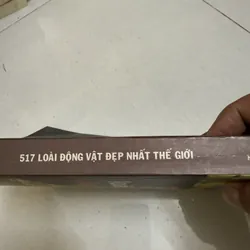 517 LOÀI ĐỘNG VẬT ĐẸP NHẤT THẾ GIỚI